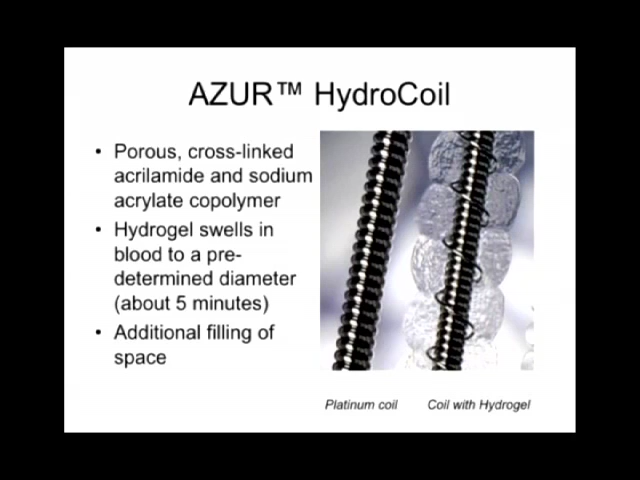 AZUR™ HydroCoil
• Porous, cross-linked
acrilamide and sodium
acrylate copolymer
• Hydrogel swells in
blood to a pre-
determined diameter
(about 5 minutes)
• Additional filling of
space
Platinum coil
Coil with Hydrogel